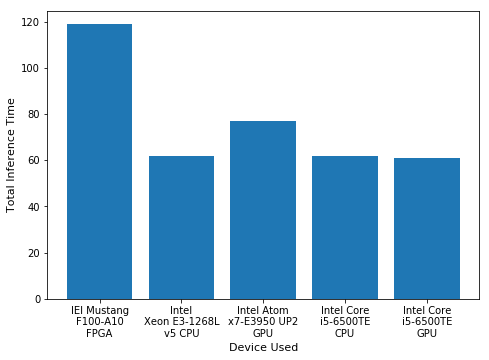 120
100
80
60
40
20
0
Total Inference Time
IEI Mustang
F100-A10
FPGA
Intel
Xeon E3-1268L
v5 CPU
Intel Atom
x7-E3950 UP2
GPU
Intel Core
i5-6500TE
CPU
Intel Core
i5-6500TE
GPU
Device Used